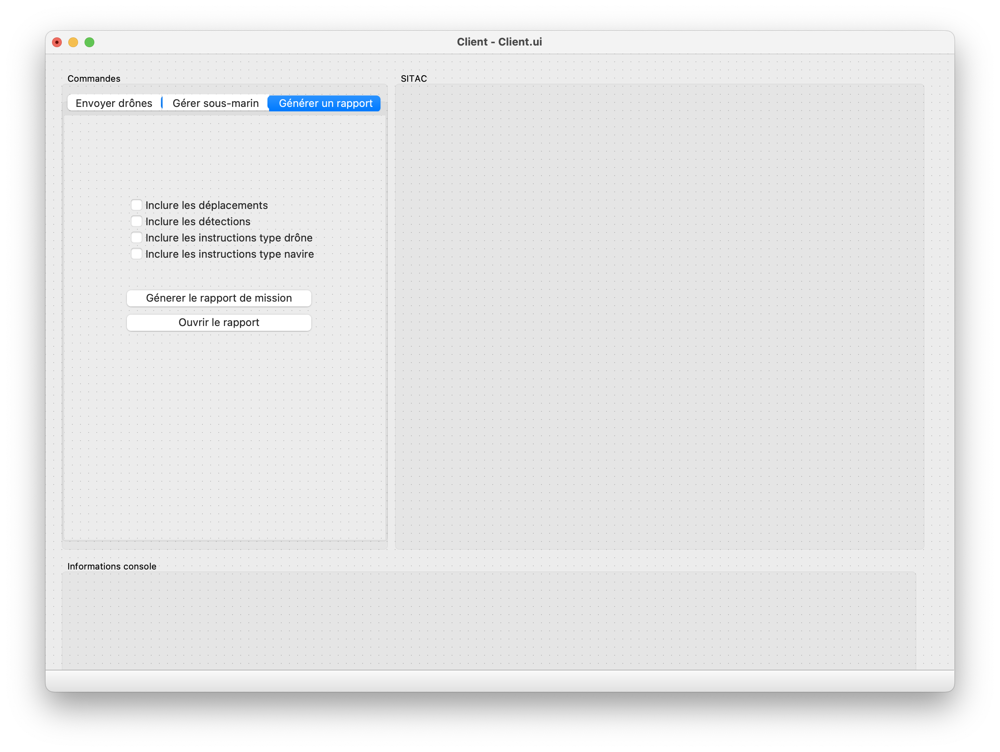 Client - Client.ui
Commandes
SITAC
Envoyer drônes
Gérer sous-marin
Générer un rapport
Inclure les déplacements
Inclure les détections
Inclure les instructions type drône
Inclure les instructions type navire
Génerer le rapport de mission
Ouvrir le rapport
Informations console